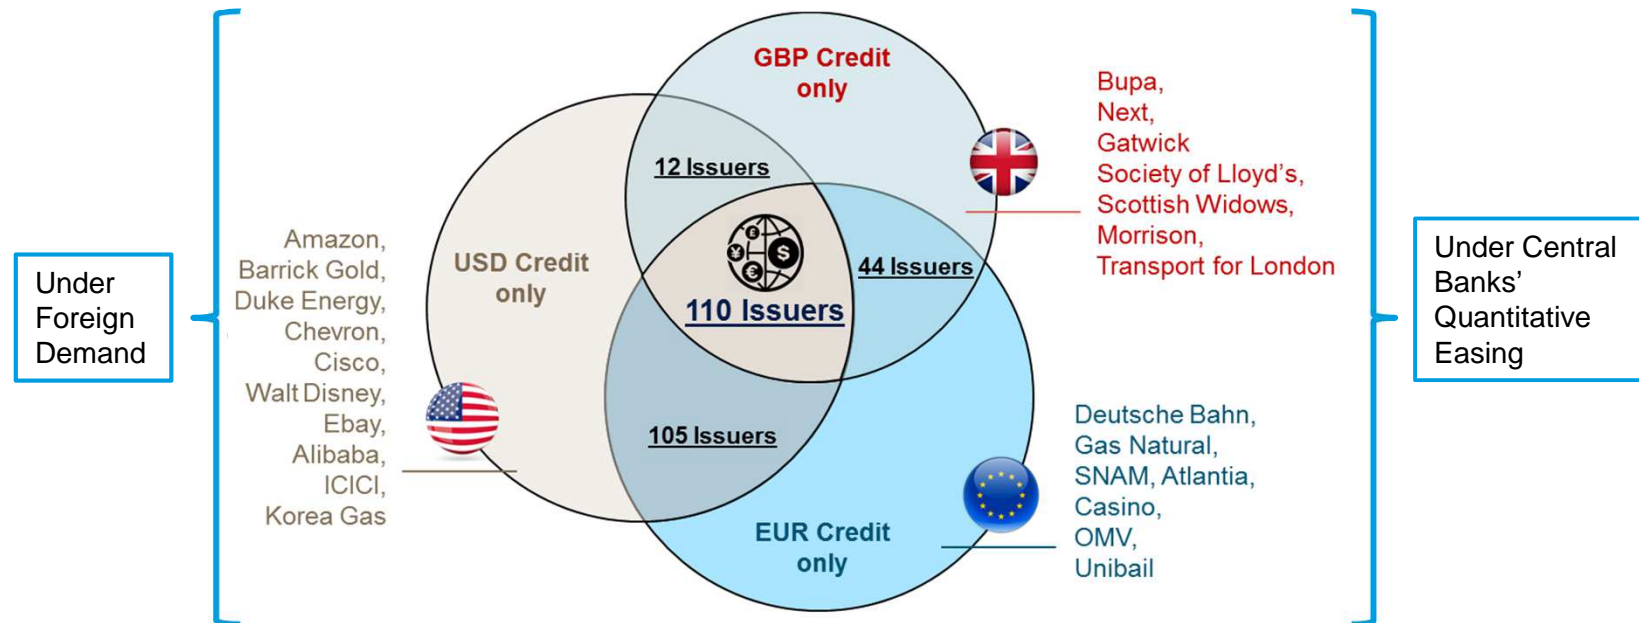 GBP Credit
only
Bupa,
Next,
Gatwick
Society of Lloyd's,
Scottish Widows,
Morrison,
Transport for London
12 Issuers
Under
Foreign
Demand
Amazon,
Barrick Gold,
Duke Energy,
Chevron,
Cisco,
Walt Disney,
Ebay,
Alibaba,
ICICI,
Korea Gas
USD Credit
only
£
¥
$
€
110 Issuers
44 Issuers
Under Central
Banks'
Quantitative
Easing
105 Issuers
EUR Credit
only
Deutsche Bahn,
Gas Natural,
SNAM, Atlantia,
Casino,
OMV,
Unibail